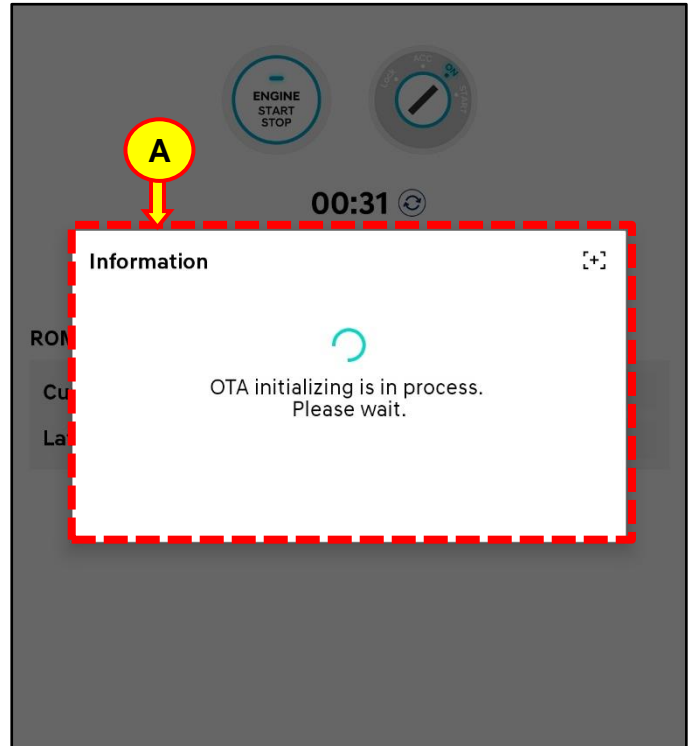 ENGINE
START
STOP
LOCK
ACC
ON
START
A
00:31
Information
ROM
Cu
OTA initializing is in process.
Please wait.
La